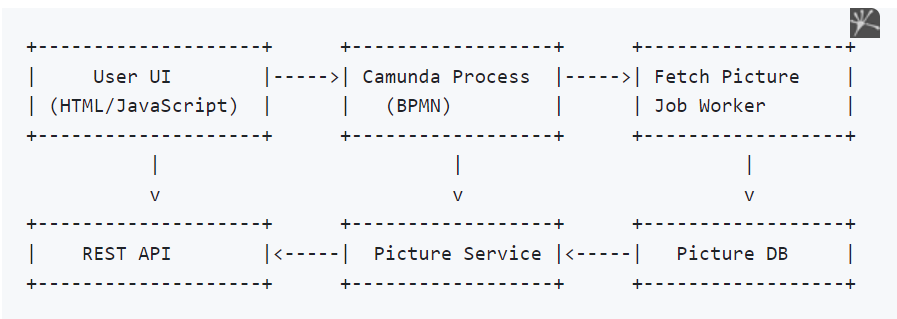 +--------------------+      +-------------------+      +-------------------+
|     User UI        |----->| Camunda Process  |----->| Fetch Picture    |
| (HTML/JavaScript)  |      |   (BPMN)          |      | Job Worker       |
+--------------------+      +-------------------+      +-------------------+
           |                          |                          |
           v                          v                          v
+--------------------+      +-------------------+      +-------------------+
|    REST API        |<-----|  Picture Service |<-----|   Picture DB     |
+--------------------+      +-------------------+      +-------------------+